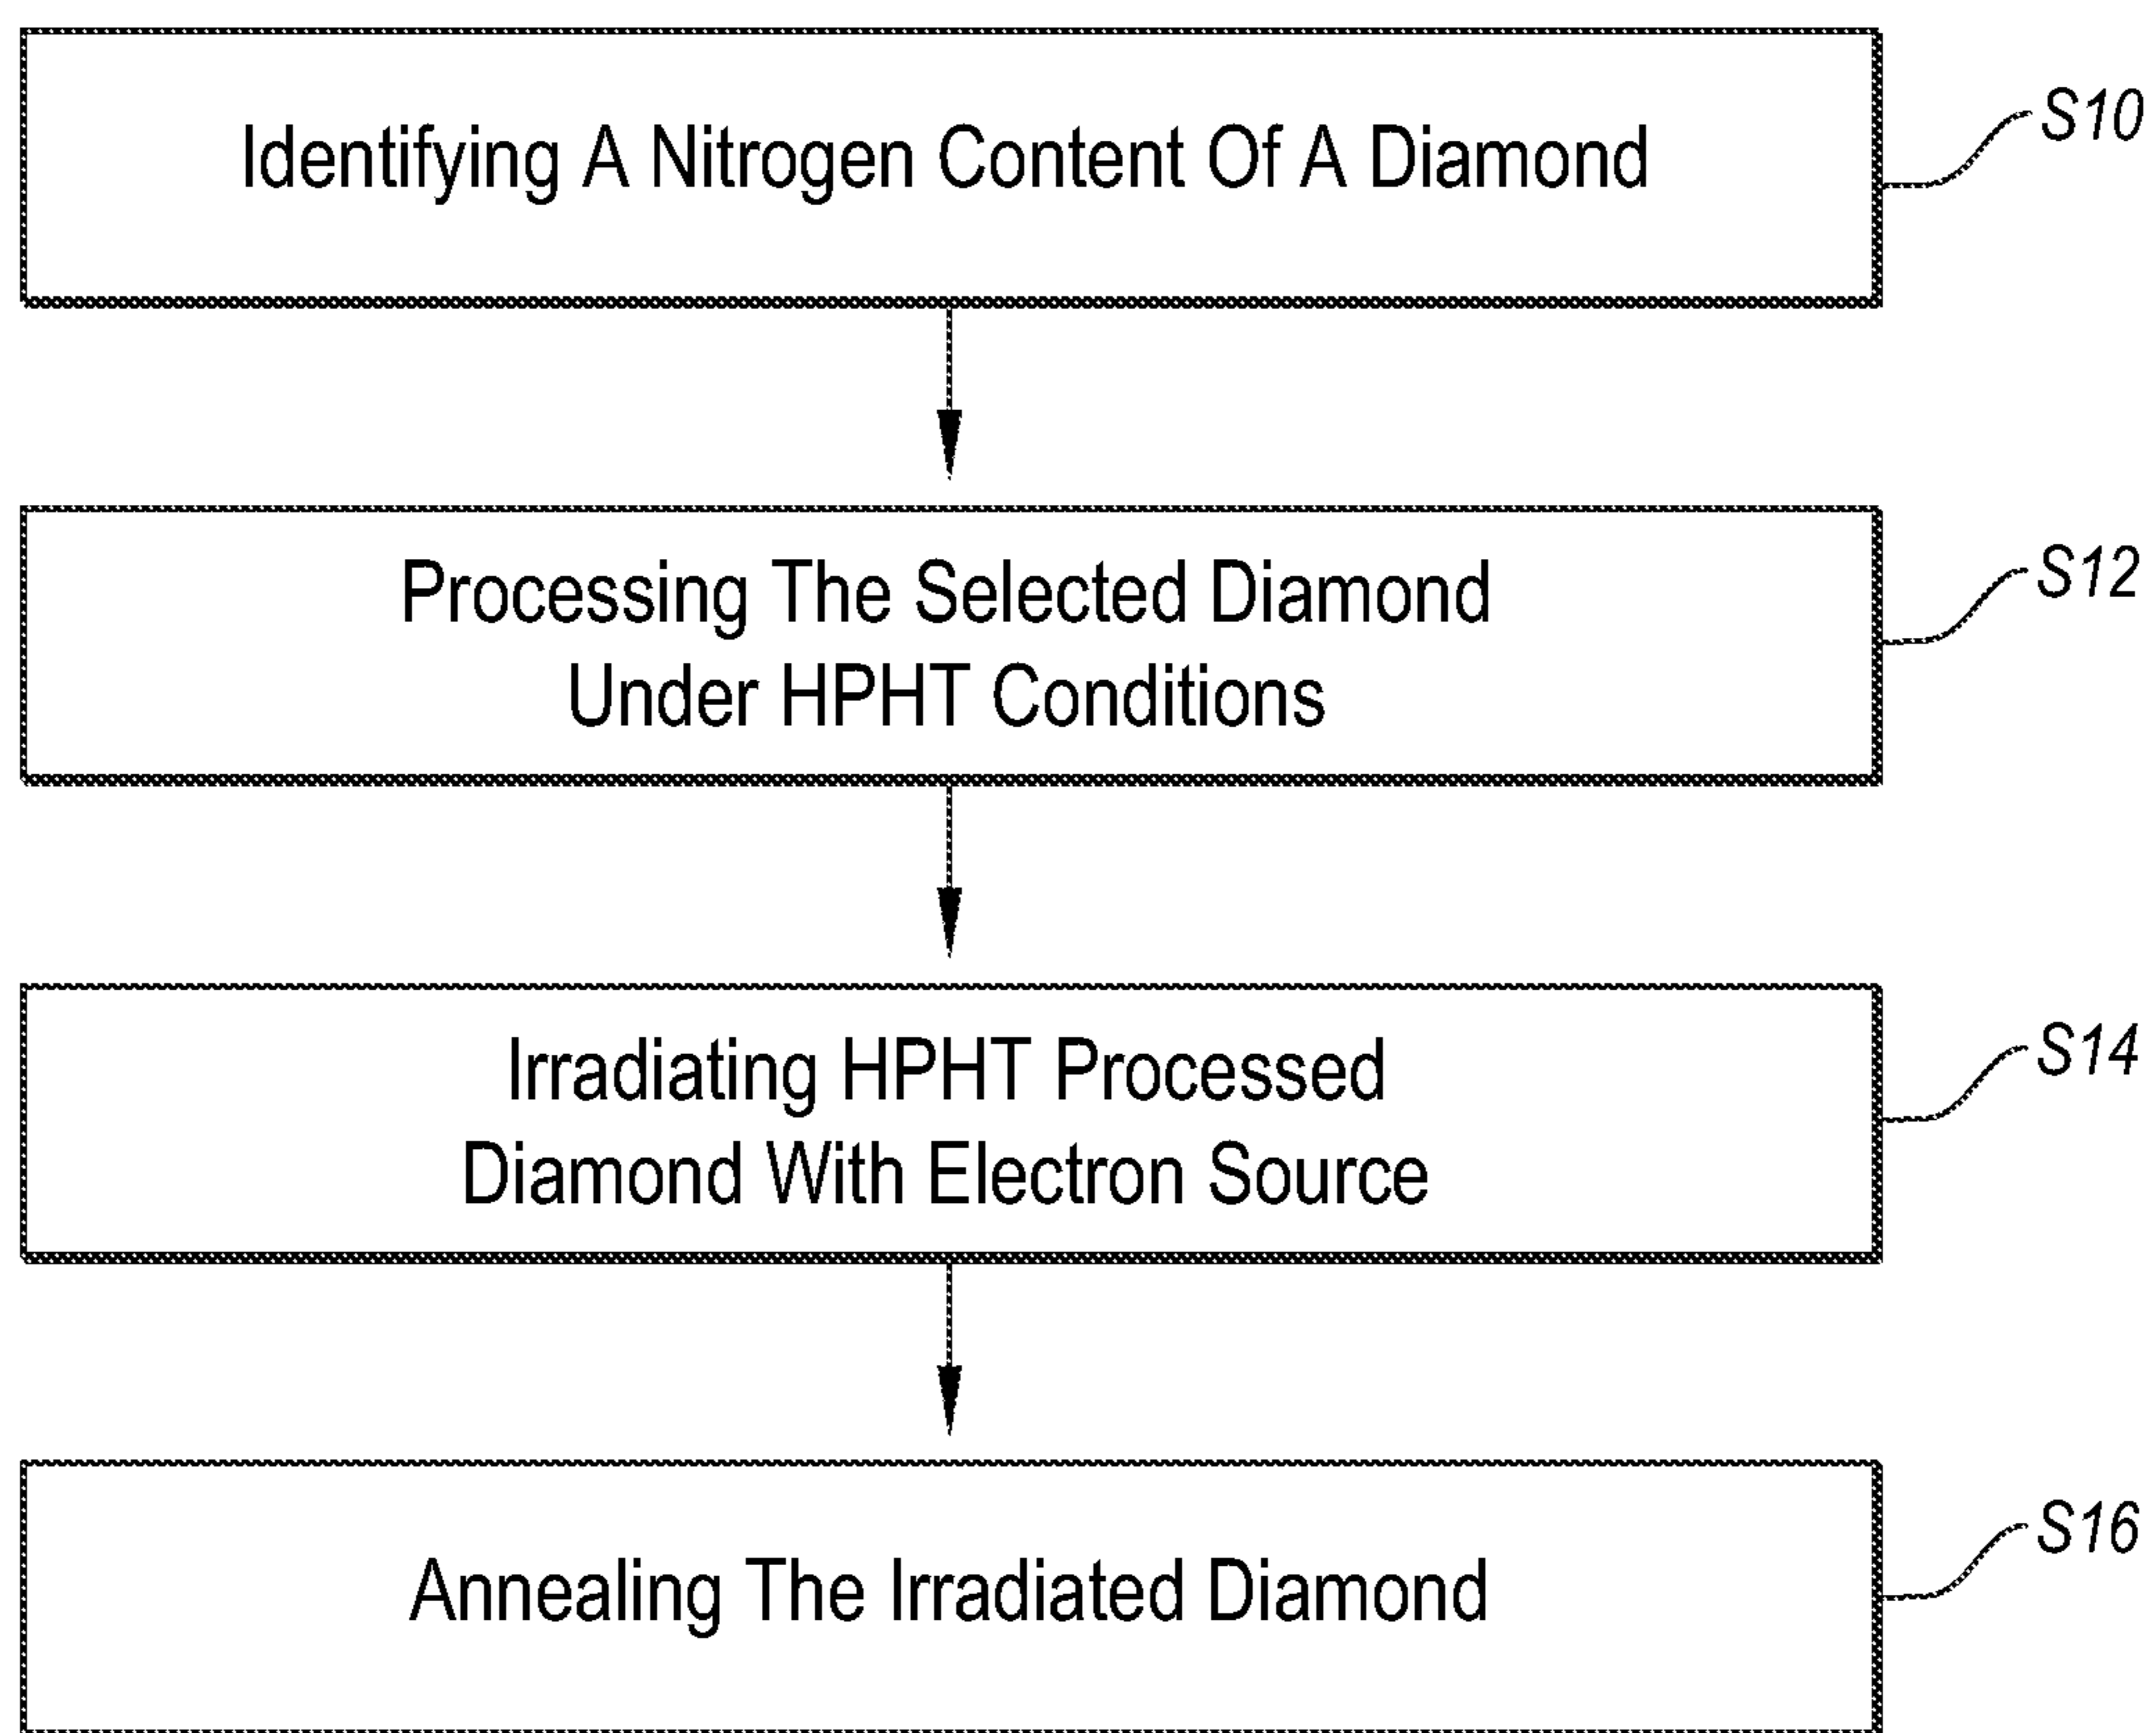 Identifying A Nitrogen Content Of A Diamond
S10
Processing The Selected Diamond
Under HPHT Conditions
S12
Irradiating HPHT Processed
Diamond With Electron Source
S14
Annealing The Irradiated Diamond
S16